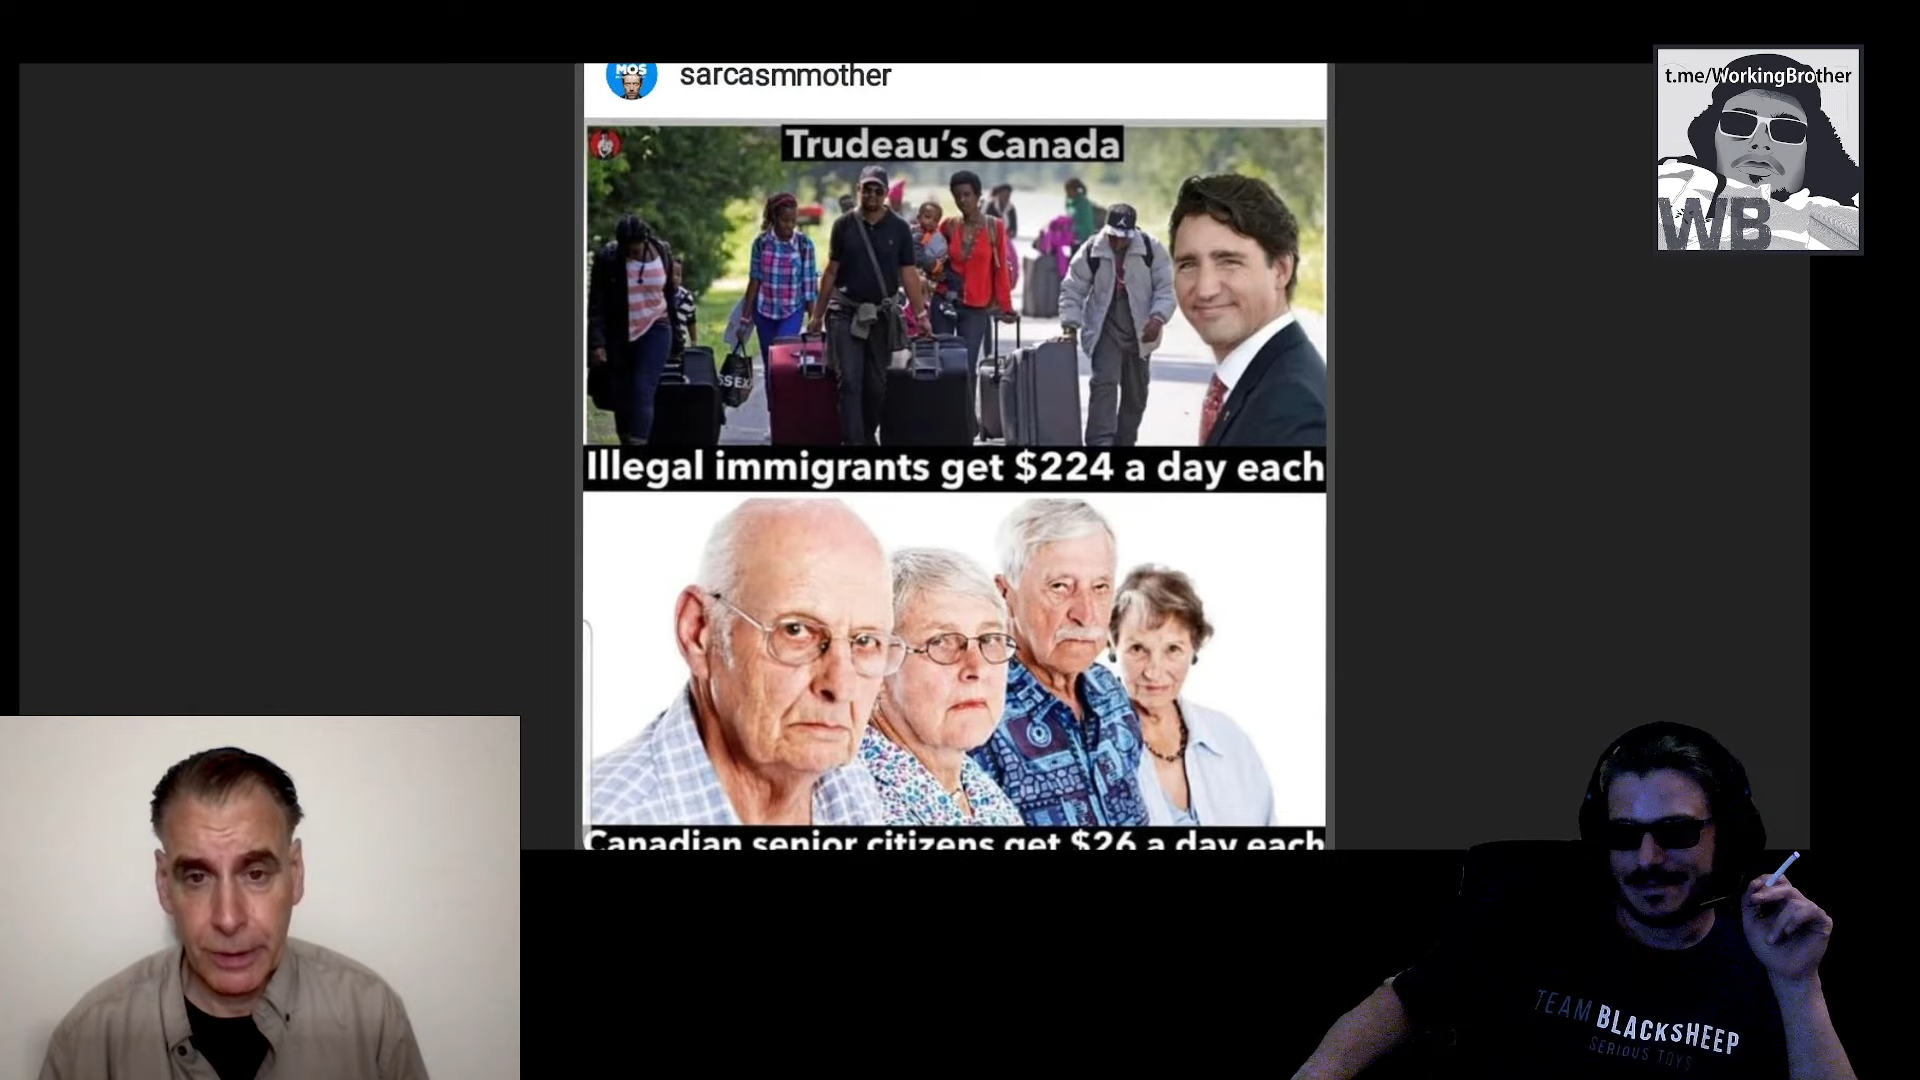 MOS
sarcasmmother
t.me/WorkingBrother
WB
Trudeau's Canada
Illegal immigrants get $224 a day each
Canadian senior citizens get $26 a day each
TEAM BLACKSHEEP
SERIOUS TOYS